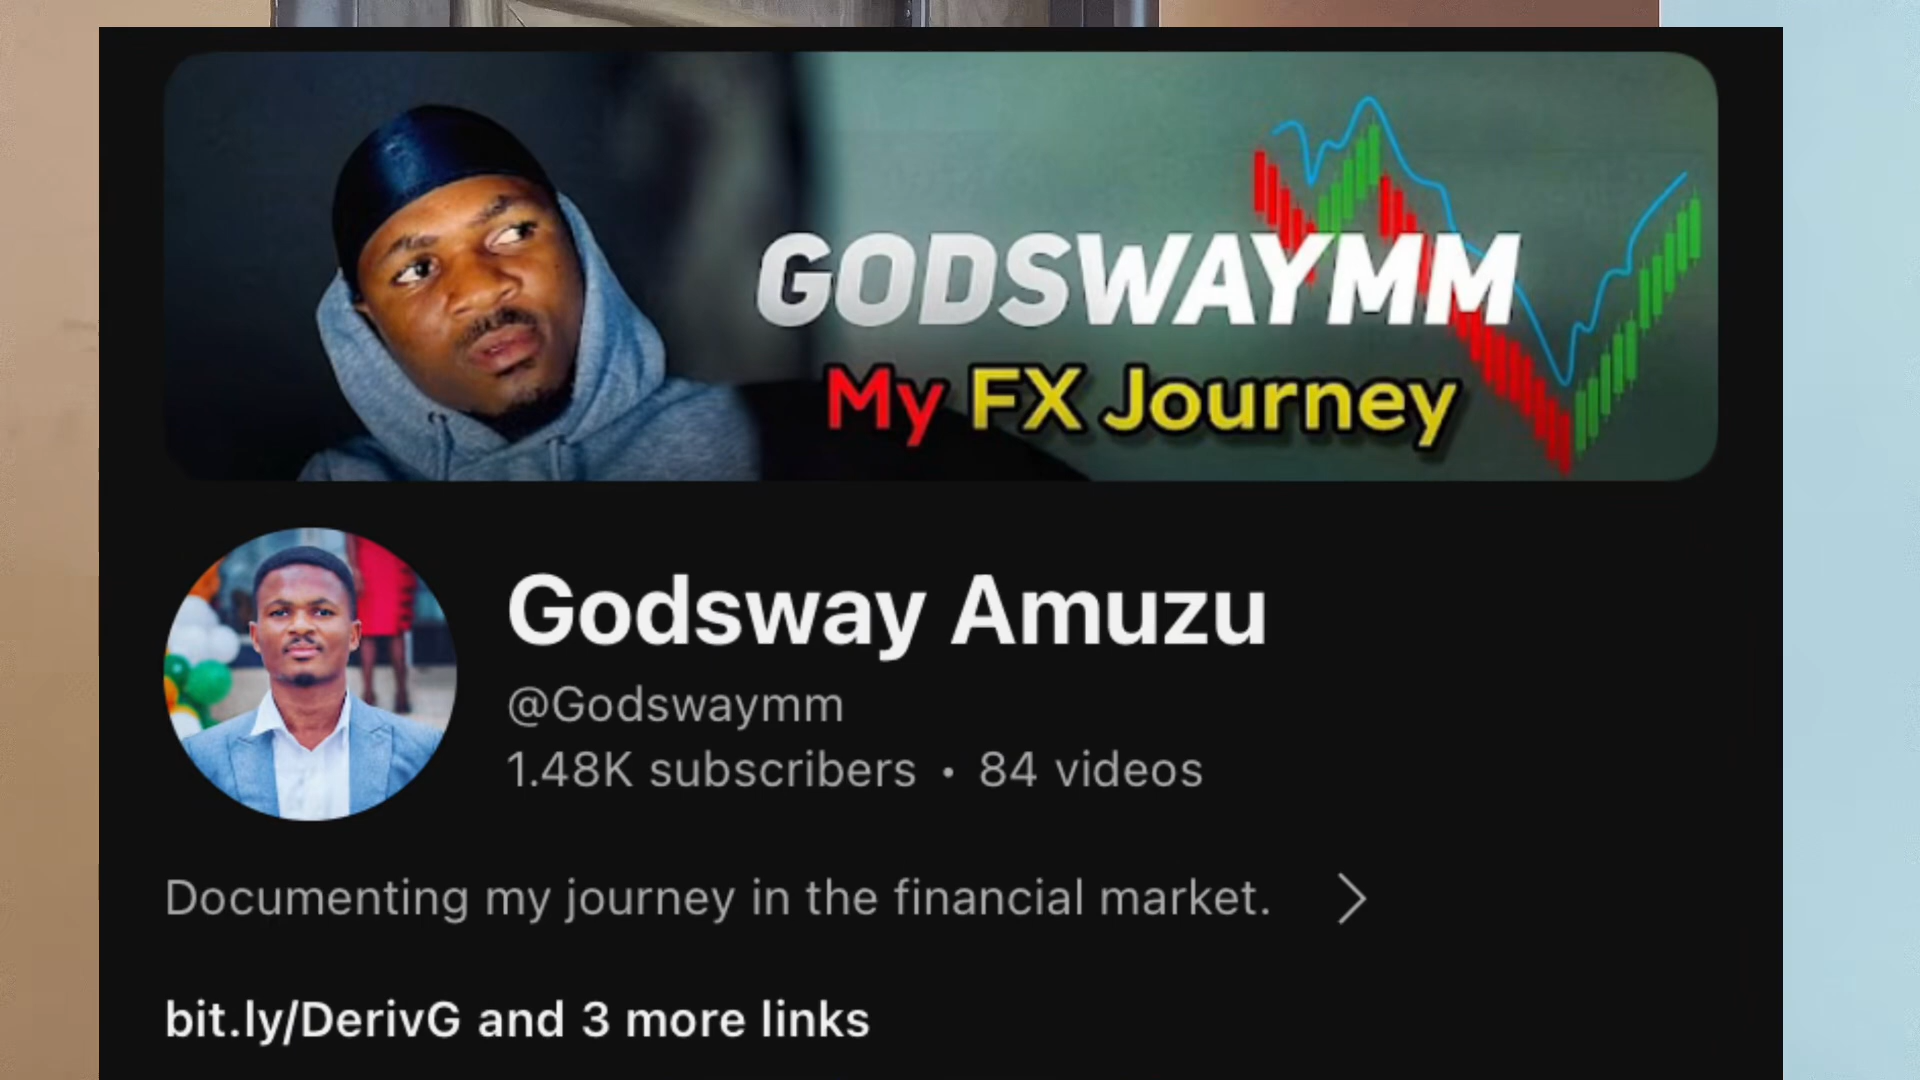 GODSWAYMM
My FX Journey
Godsway Amuzu
@Godswaymm
1.48K subscribers • 84 videos
Documenting my journey in the financial market.
bit.ly/DerivG and 3 more links